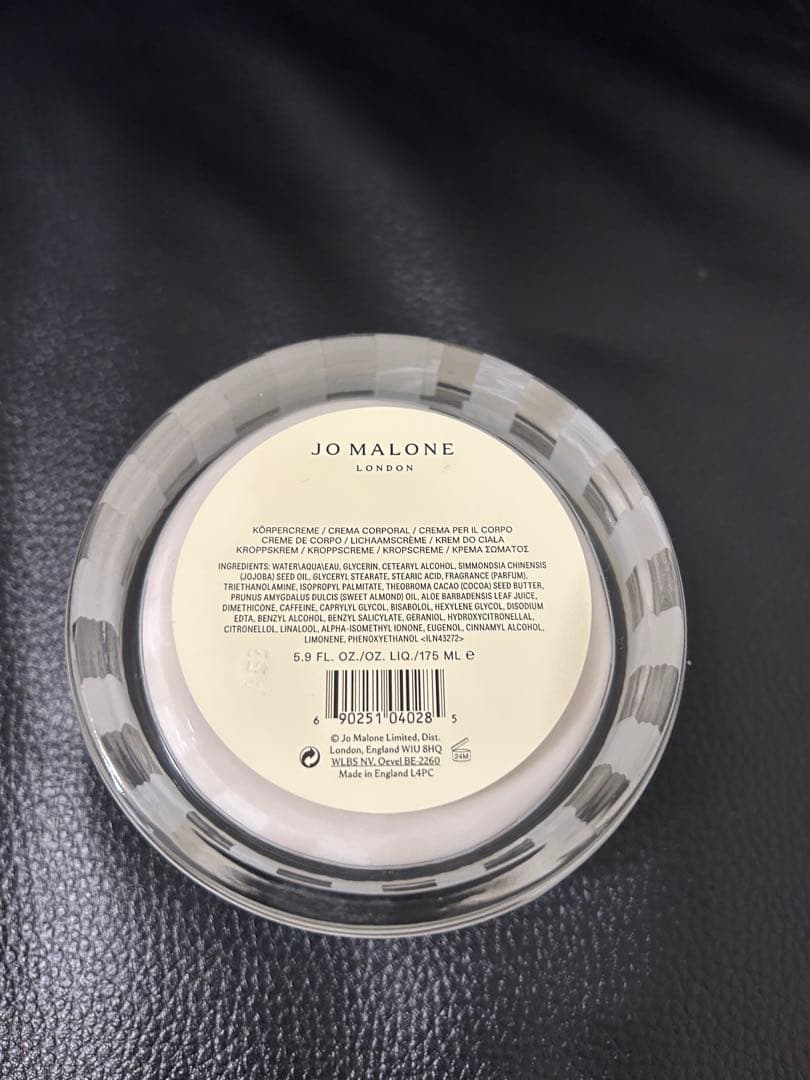 JO MALONE
LONDON
KÖRPERCREME / CREMA CORPORAL / CREMA PER IL CORPO
CREME DE CORPO / LICHAAMSCRÈME / KREM DO CIAŁA
KROPPSKREM / KROPPSCREME / KROPSCREME / ΚΡΕΜΑ ΣΩΜΑΤΟΣ
INGREDIENTS: WATER\AQUA\EAU, GLYCERIN, CETEARYL ALCOHOL, SIMMONDSIA CHINENSIS
(JOJOBA) SEED OIL, GLYCERYL STEARATE, STEARIC ACID, FRAGRANCE (PARFUM),
TRIETHANOLAMINE, ISOPROPYL PALMITATE, THEOBROMA CACAO (COCOA) SEED BUTTER,
PRUNUS AMYGDALUS DULCIS (SWEET ALMOND) OIL, ALOE BARBADENSIS LEAF JUICE,
DIMETHICONE, CAFFEINE, CAPRYLYL GLYCOL, BISABOLOL, HEXYLENE GLYCOL, DISODIUM
EDTA, BENZYL ALCOHOL, BENZYL SALICYLATE, GERANIOL, HYDROXYCITRONELLAL,
CITRONELLOL, LINALOOL, ALPHA-ISOMETHYL IONONE, EUGENOL, CINNAMYL ALCOHOL,
LIMONENE, PHENOXYETHANOL <ILN43272>
5.9 FL. OZ./OZ. LIQ./175 ML ℮
6 90251 04028 5
© Jo Malone Limited, Dist.
London, England W1U 8HQ
WLBS NV, Oevel BE-2260
Made in England L4PC
24M